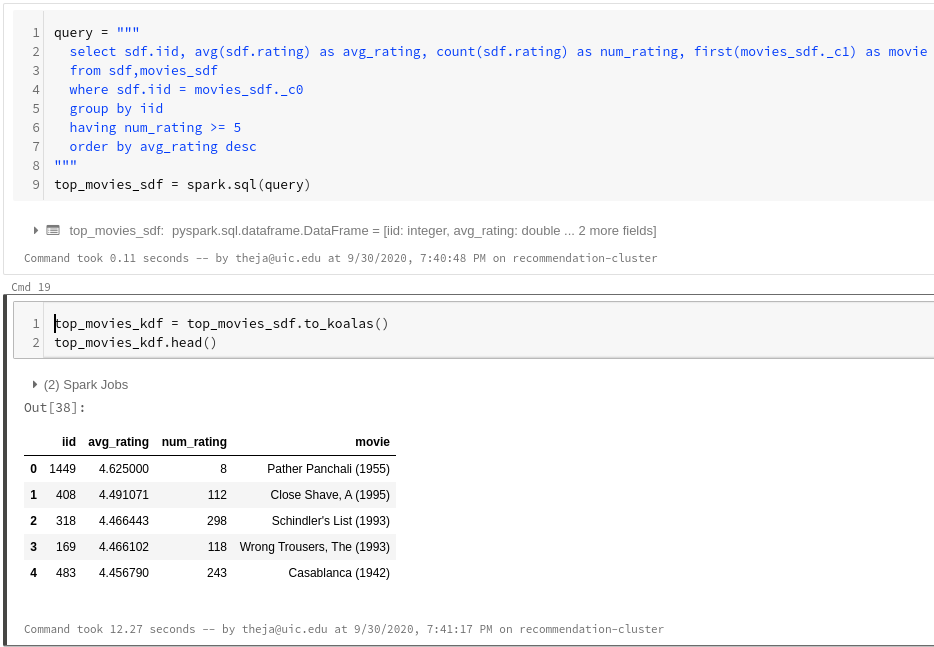 1 query = """
2 select sdf.iid, avg(sdf.rating) as avg_rating, count(sdf.rating) as num_rating, first(movies_sdf._c1) as movie
3 from sdf,movies_sdf
4 where sdf.iid = movies_sdf._c0
5 group by iid
6 having num_rating >= 5
7 order by avg_rating desc
8 """
9 top_movies_sdf = spark.sql(query)
top_movies_sdf: pyspark.sql.dataframe.DataFrame = [iid: integer, avg_rating: double ... 2 more fields]
Command took 0.11 seconds -- by theja@uic.edu at 9/30/2020, 7:40:48 PM on recommendation-cluster
Cmd 19
1 top_movies_kdf = top_movies_sdf.to_koalas()
2 top_movies_kdf.head()
(2) Spark Jobs
Out[38]:
iid avg_rating num_rating movie
0 1449 4.625000 8 Pather Panchali (1955)
1 408 4.491071 112 Close Shave, A (1995)
2 318 4.466443 298 Schindler's List (1993)
3 169 4.466102 118 Wrong Trousers, The (1993)
4 483 4.456790 243 Casablanca (1942)
Command took 12.27 seconds -- by theja@uic.edu at 9/30/2020, 7:41:17 PM on recommendation-cluster